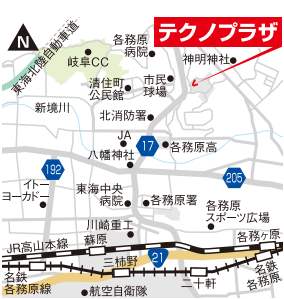 テクノプラザ
N
東海北陸自動車道
各務原
病院
神明神社
岐阜CC
清住町
公民館
市民
球場
新境川
北消防署
JA
17
各務原高
八幡神社
192
205
イトー
ヨーカドー
東海中央
病院
各務原署
各務原
スポーツ広場
川崎重工
JR高山本線
蘇原
各務ヶ原
三柿野
21
名鉄
各務原線
二十軒
名鉄
各務原
航空自衛隊